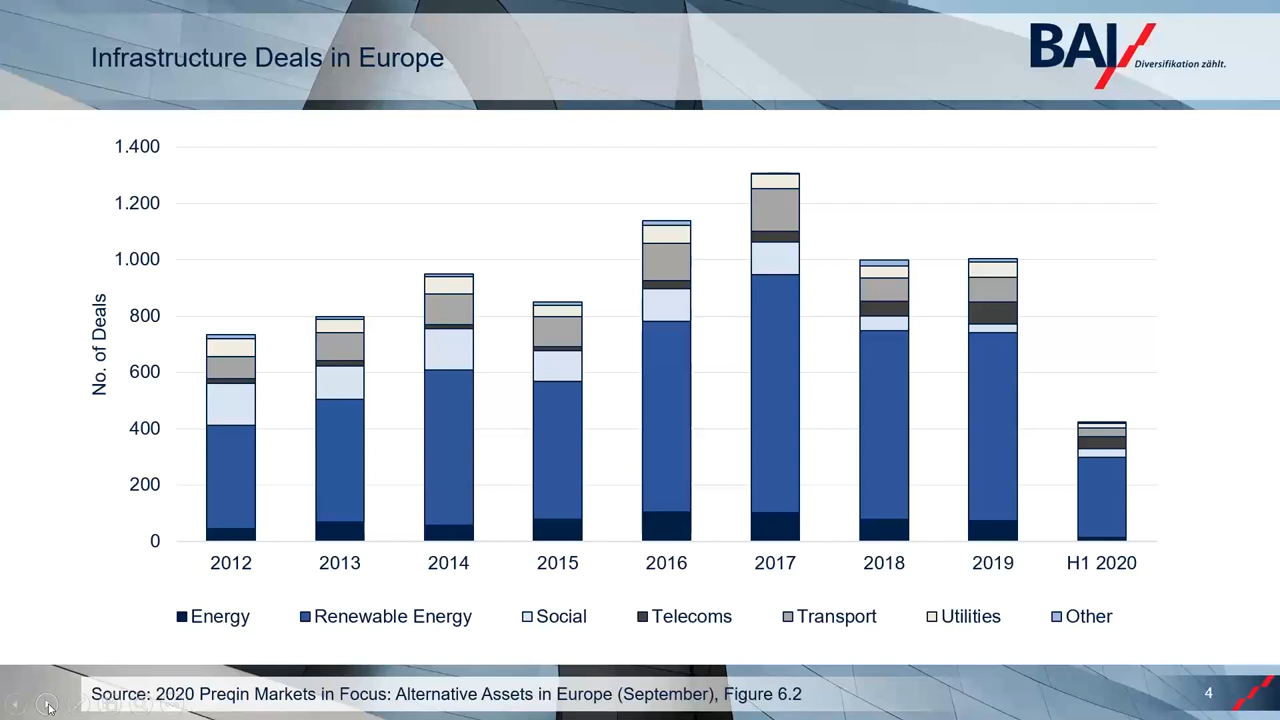 Infrastructure Deals in Europe
BAI
Diversifikation zählt.
1.400
1.200
1.000
800
600
400
200
0
No. of Deals
2012 2013 2014 2015 2016 2017 2018 2019 H1 2020
Energy Renewable Energy Social Telecoms Transport Utilities Other
Source: 2020 Preqin Markets in Focus: Alternative Assets in Europe (September), Figure 6.2
4